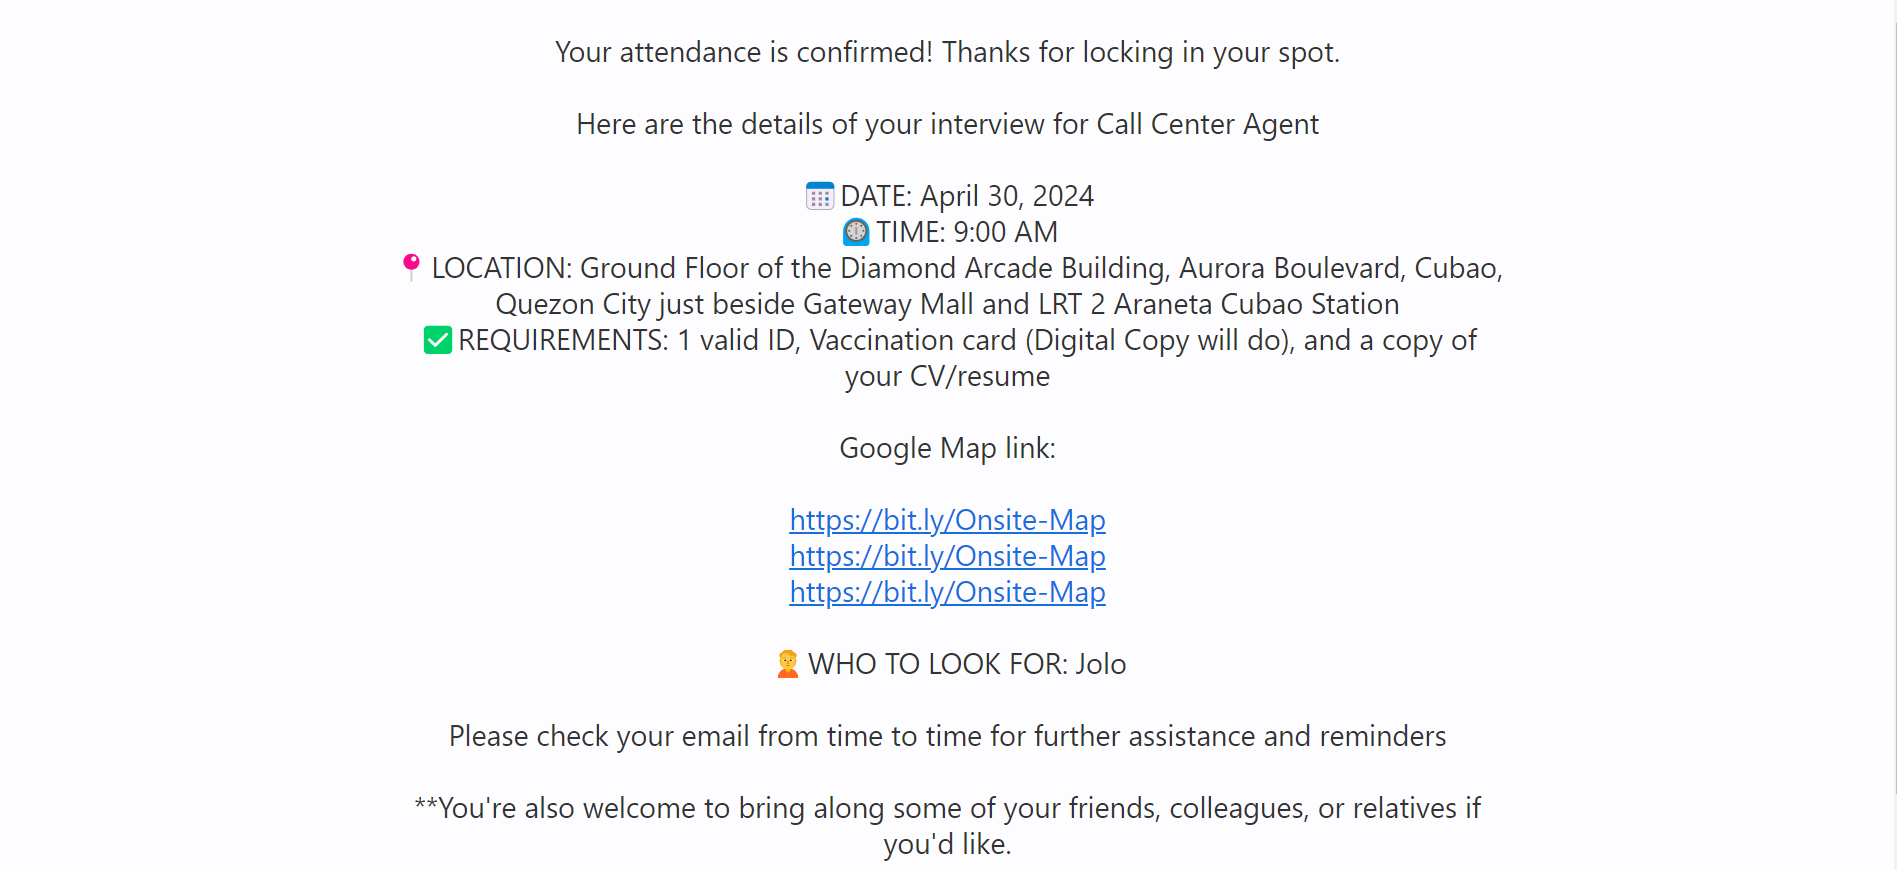 Your attendance is confirmed! Thanks for locking in your spot.
Here are the details of your interview for Call Center Agent
DATE: April 30, 2024
TIME: 9:00 AM
LOCATION: Ground Floor of the Diamond Arcade Building, Aurora Boulevard, Cubao,
Quezon City just beside Gateway Mall and LRT 2 Araneta Cubao Station
REQUIREMENTS: 1 valid ID, Vaccination card (Digital Copy will do), and a copy of
your CV/resume
Google Map link:
https://bit.ly/Onsite-Map
https://bit.ly/Onsite-Map
https://bit.ly/Onsite-Map
WHO TO LOOK FOR: Jolo
Please check your email from time to time for further assistance and reminders
**You're also welcome to bring along some of your friends, colleagues, or relatives if
you'd like.